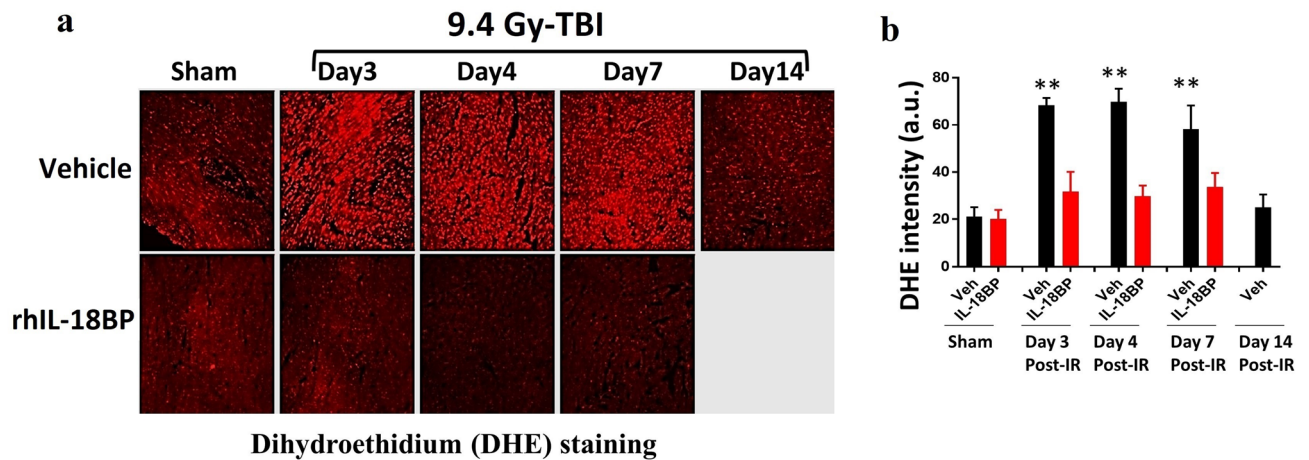 a
9.4 Gy-TBI
Sham Day3 Day4 Day7 Day14
Vehicle
rhIL-18BP
Dihydroethidium (DHE) staining
b
DHE intensity (a.u.)
80
60
40
20
0
** ** **
Veh IL-18BP Veh IL-18BP Veh IL-18BP Veh IL-18BP Veh
Sham Day 3 Day 4 Day 7 Day 14
Post-IR Post-IR Post-IR Post-IR